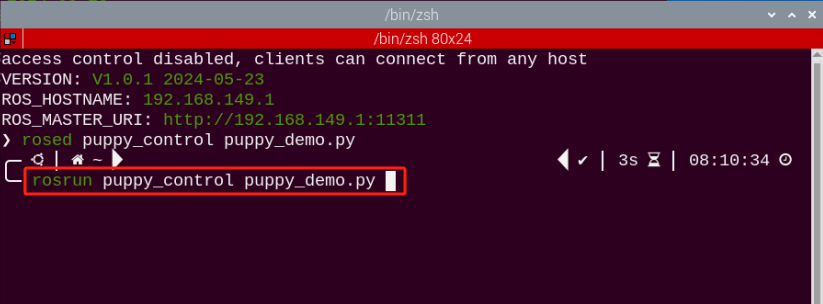 /bin/zsh
/bin/zsh 80x24
access control disabled, clients can connect from any host
VERSION: V1.0.1 2024-05-23
ROS_HOSTNAME: 192.168.149.1
ROS_MASTER_URI: http://192.168.149.1:11311
❯ rosed puppy_control puppy_demo.py
~ ✔ | 3s | 08:10:34
rosrun puppy_control puppy_demo.py